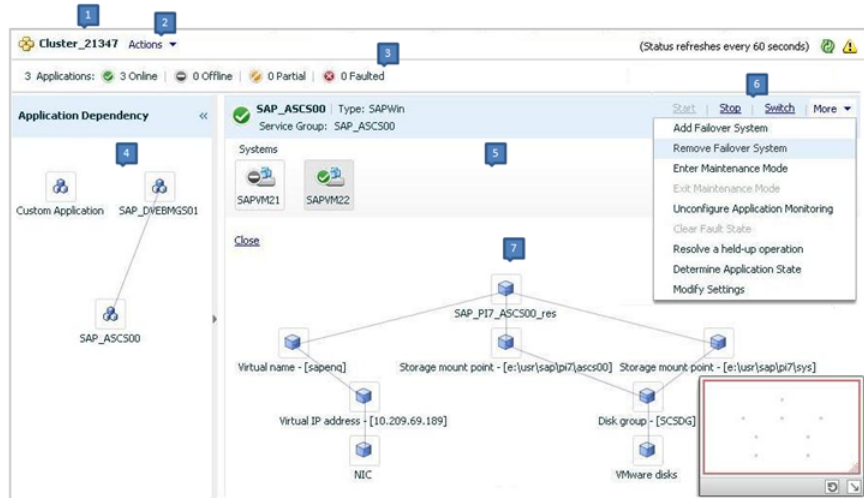 1
2
Cluster_21347 Actions
(Status refreshes every 60 seconds)
3
3 Applications: 3 Online | 0 Offline | 0 Partial | 0 Faulted
6
Application Dependency «
SAP_ASCS00 | Type: SAPWin
Service Group: SAP_ASCS00
Start | Stop | Switch | More
Add Failover System
Remove Failover System
Enter Maintenance Mode
Exit Maintenance Mode
Unconfigure Application Monitoring
Clear Fault State
Resolve a held-up operation
Determine Application State
Modify Settings
4
Custom Application
SAP_DVEBMGS01
SAP_ASCS00
5
Systems
SAPVM21
SAPVM22
Close
7
SAP_PI7_ASCS00_res
Virtual name - [sapenq]
Storage mount point - [e:\usr\sap\pi7\ascs00]
Storage mount point - [e:\usr\sap\pi7\sys]
Virtual IP address - [10.209.69.189]
Disk group - [SCSDG]
NIC
VMware disks